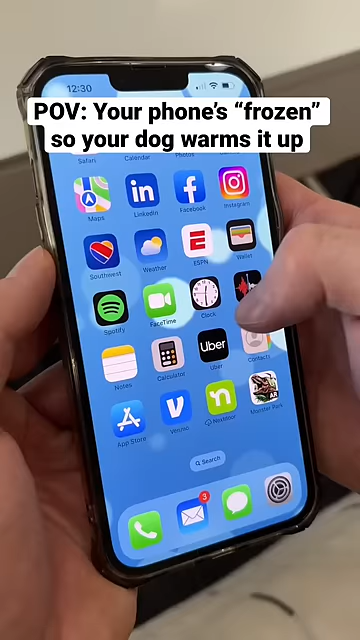 12:30
POV: Your phone’s “frozen”
so your dog warms it up
Safari Calendar Photos
Maps LinkedIn Facebook Instagram
Southwest Weather ESPN Wallet
Spotify FaceTime Clock
Uber
Notes Calculator Uber Contacts
AR
App Store Venmo Nextdoor Monster Park
Search
3